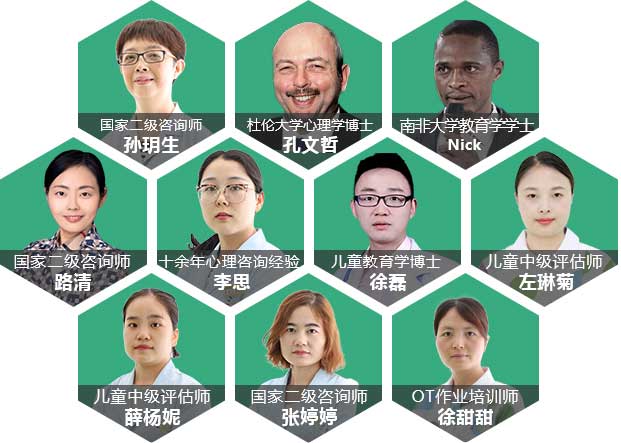 国家二级咨询师
孙玥生
杜伦大学心理学博士
孔文哲
南非大学教育学学士
Nick
国家二级咨询师
路清
十余年心理咨询经验
李思
儿童教育学博士
徐磊
儿童中级评估师
左琳菊
儿童中级评估师
薛杨妮
国家二级咨询师
张婷婷
OT作业培训师
徐甜甜